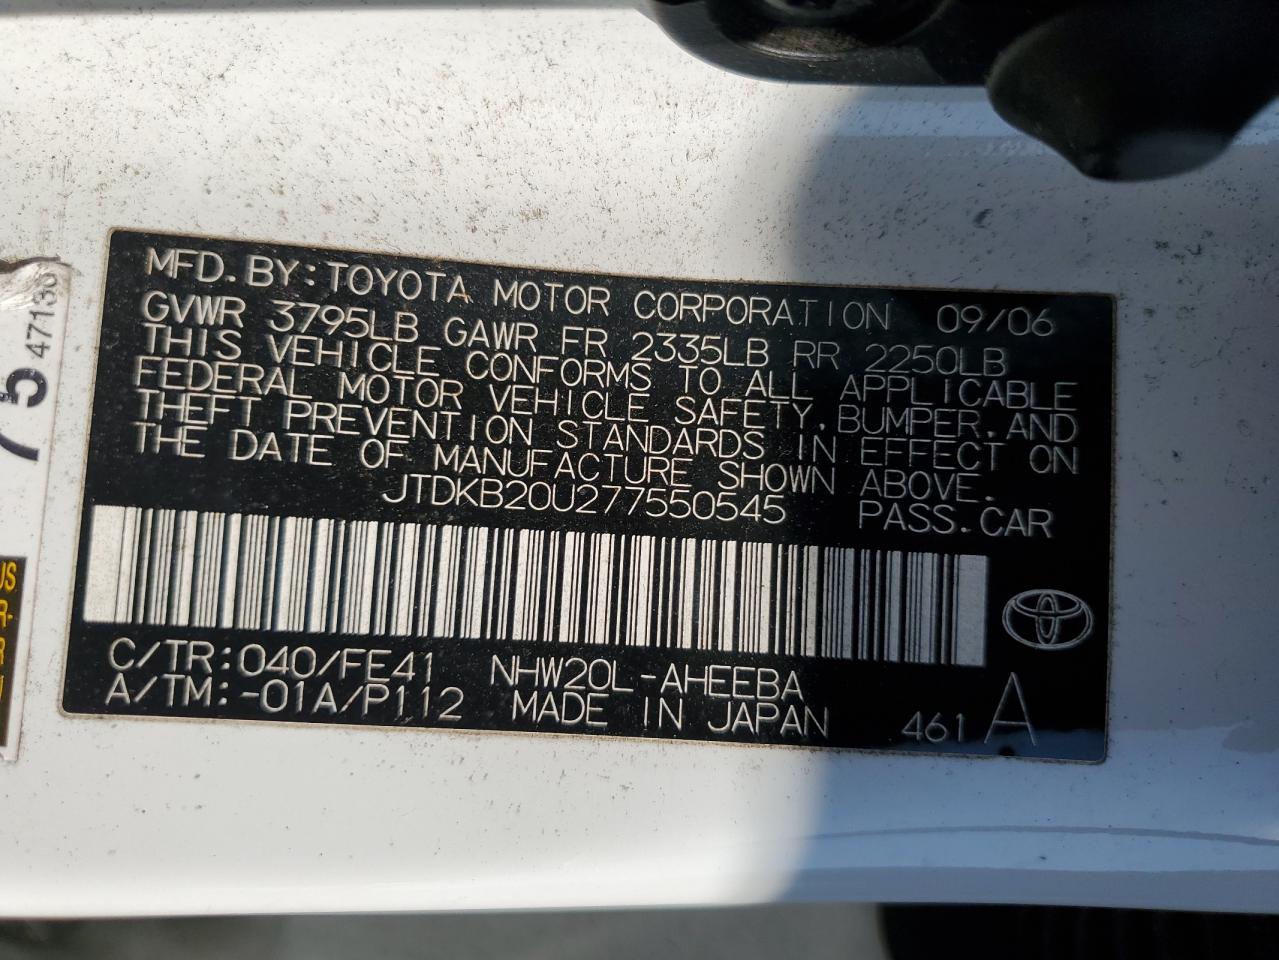 MFD. BY: TOYOTA MOTOR CORPORATION 09/06
GVWR 3795LB GAWR FR 2335LB RR 2250LB
THIS VEHICLE CONFORMS TO ALL APPLICABLE
FEDERAL MOTOR VEHICLE SAFETY, BUMPER, AND
THEFT PREVENTION STANDARDS IN EFFECT ON
THE DATE OF MANUFACTURE SHOWN ABOVE.
JTDKB20U277550545 PASS. CAR
C/TR: 040/FE41 NHW20L-AHEEBA
A/TM: -01A/P112 MADE IN JAPAN 461 A
5